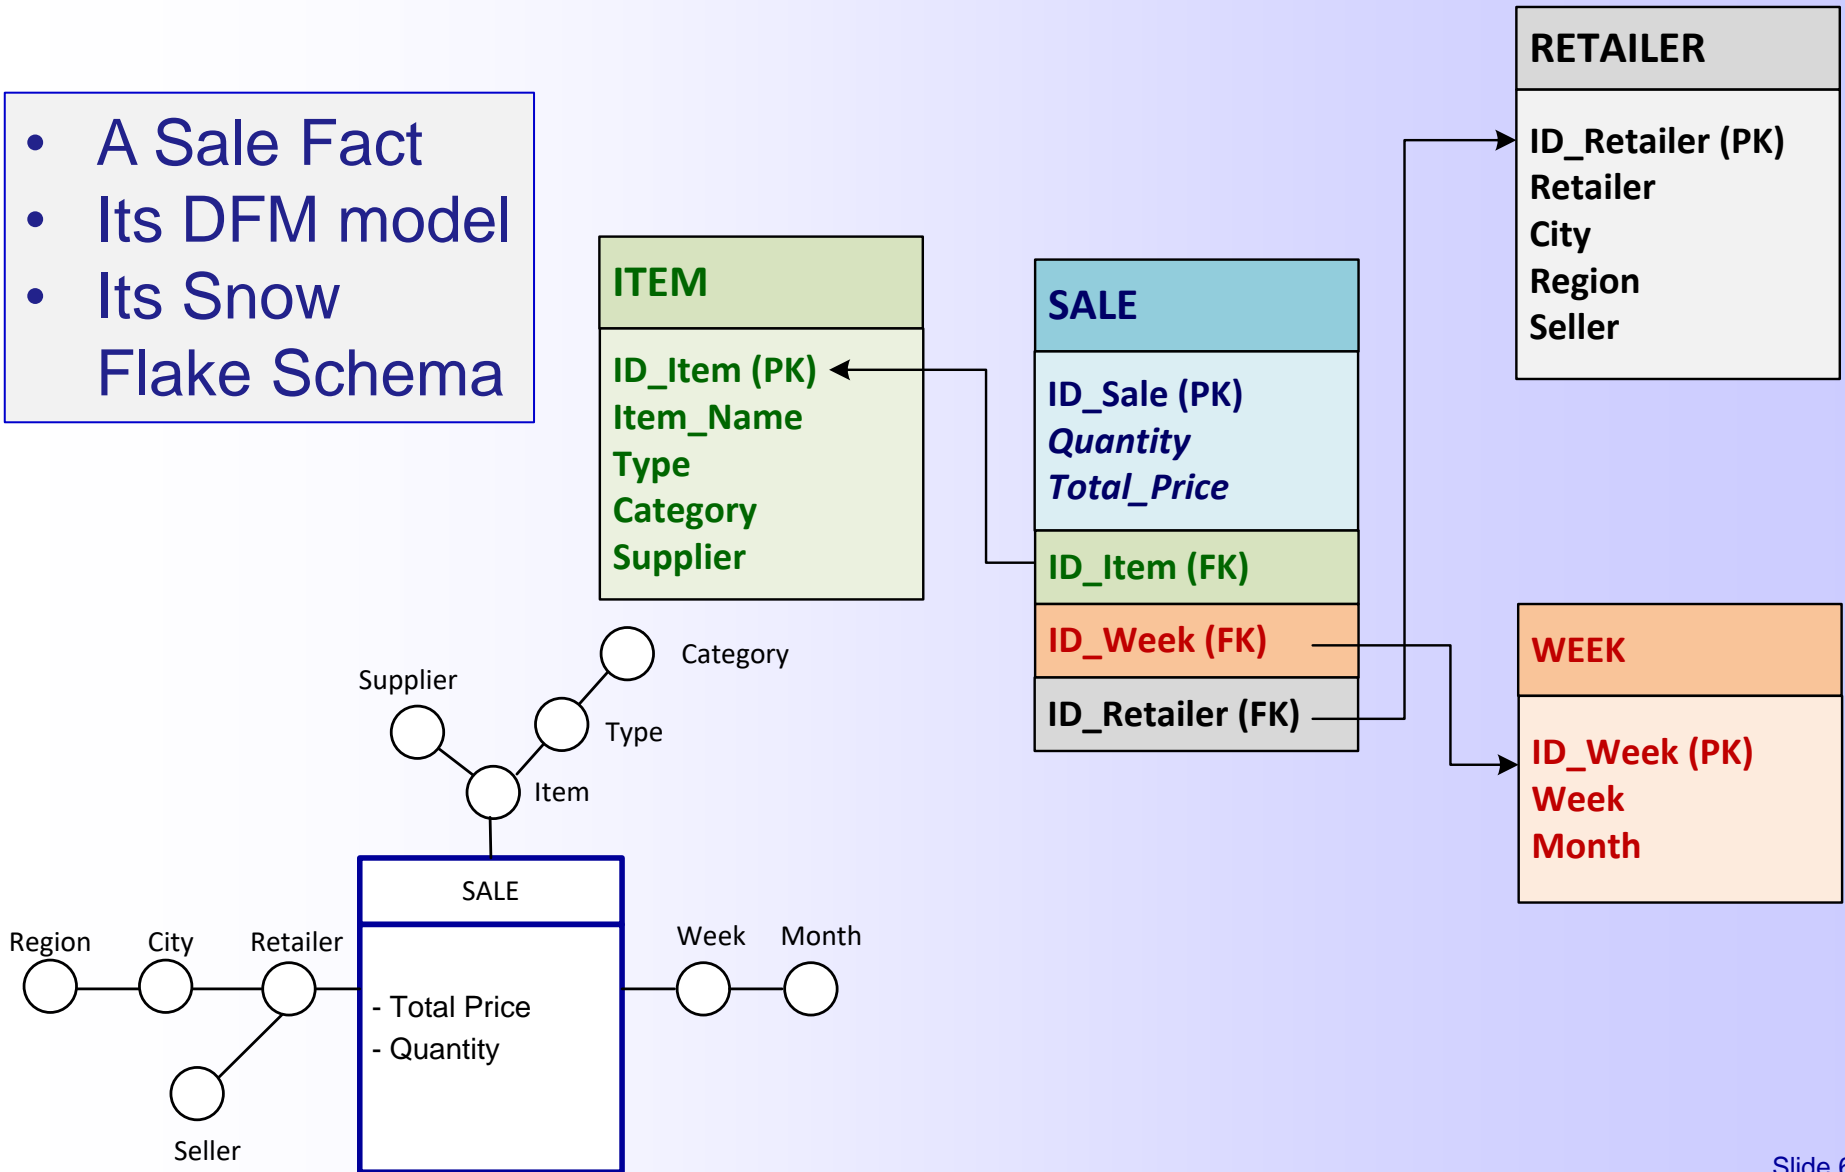 • A Sale Fact
• Its DFM model
• Its Snow
Flake Schema
ITEM
ID_Item (PK)
Item_Name
Type
Category
Supplier
SALE
ID_Sale (PK)
Quantity
Total_Price
ID_Item (FK)
ID_Week (FK)
ID_Retailer (FK)
RETAILER
ID_Retailer (PK)
Retailer
City
Region
Seller
WEEK
ID_Week (PK)
Week
Month
Category
Supplier
Type
Item
SALE
Region
City
Retailer
Week
Month
- Total Price
- Quantity
Seller
Slide 6